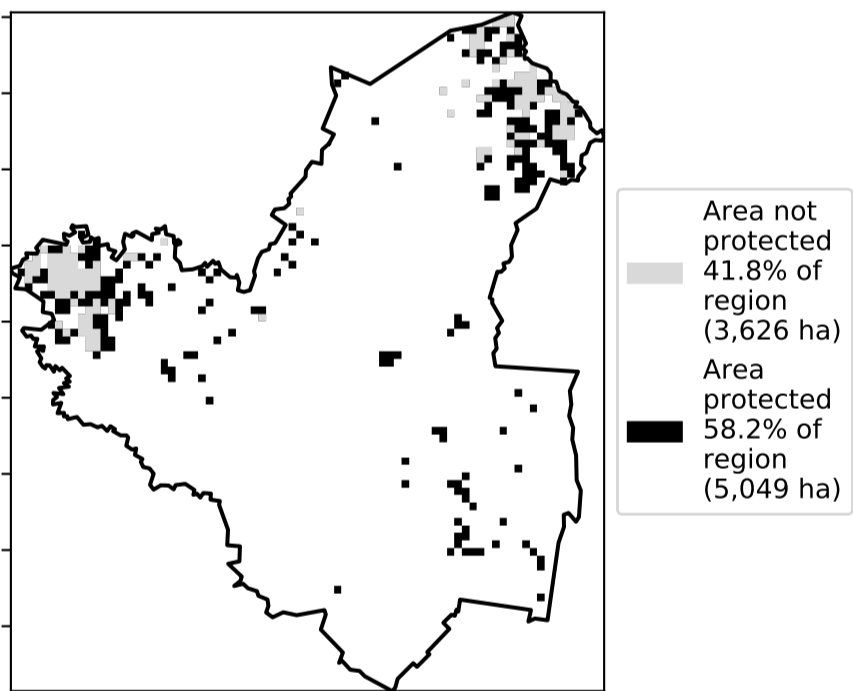 Area not
protected
41.8% of
region
(3,626 ha)
Area
protected
58.2% of
region
(5,049 ha)